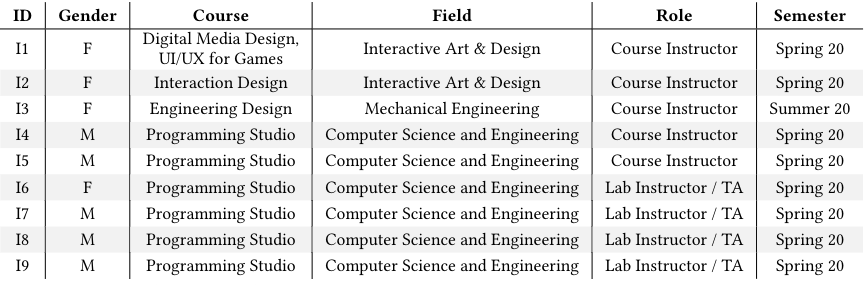 ID Gender Course Field Role Semester
I1 F Digital Media Design, UI/UX for Games Interactive Art & Design Course Instructor Spring 20
I2 F Interaction Design Interactive Art & Design Course Instructor Spring 20
I3 F Engineering Design Mechanical Engineering Course Instructor Summer 20
I4 M Programming Studio Computer Science and Engineering Course Instructor Spring 20
I5 M Programming Studio Computer Science and Engineering Course Instructor Spring 20
I6 F Programming Studio Computer Science and Engineering Lab Instructor / TA Spring 20
I7 M Programming Studio Computer Science and Engineering Lab Instructor / TA Spring 20
I8 M Programming Studio Computer Science and Engineering Lab Instructor / TA Spring 20
I9 M Programming Studio Computer Science and Engineering Lab Instructor / TA Spring 20